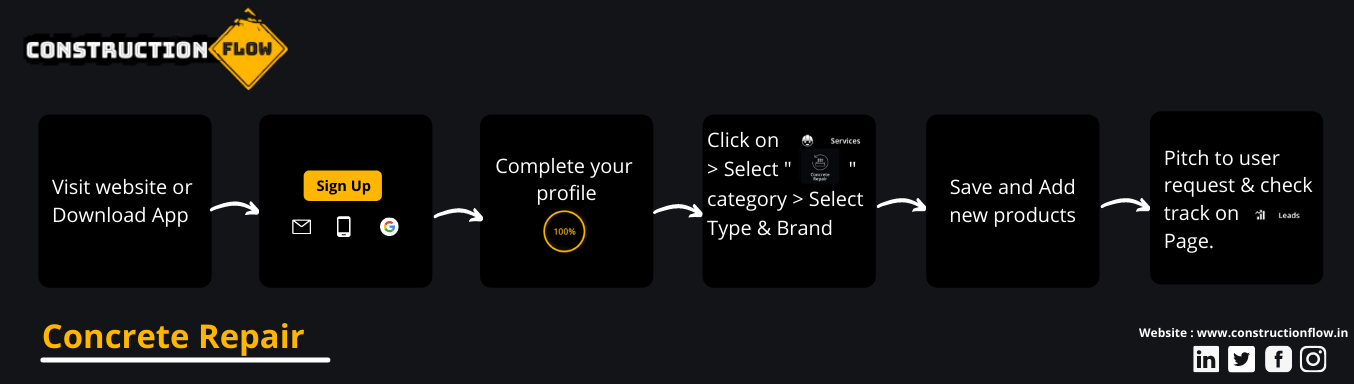 CONSTRUCTION FLOW
Visit website or
Download App
Sign Up
Complete your
profile
100%
Click on Services
> Select " Concrete Repair "
category > Select
Type & Brand
Save and Add
new products
Pitch to user
request & check
track on Leads
Page.
Concrete Repair
Website : www.constructionflow.in